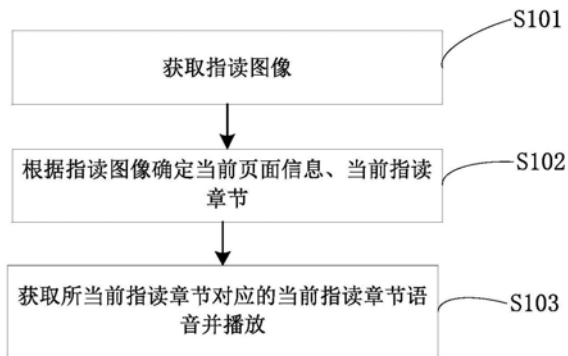 S101
获取指读图像
S102
根据指读图像确定当前页面信息、当前指读
章节
获取所当前指读章节对应的当前指读章节语
音并播放
S103